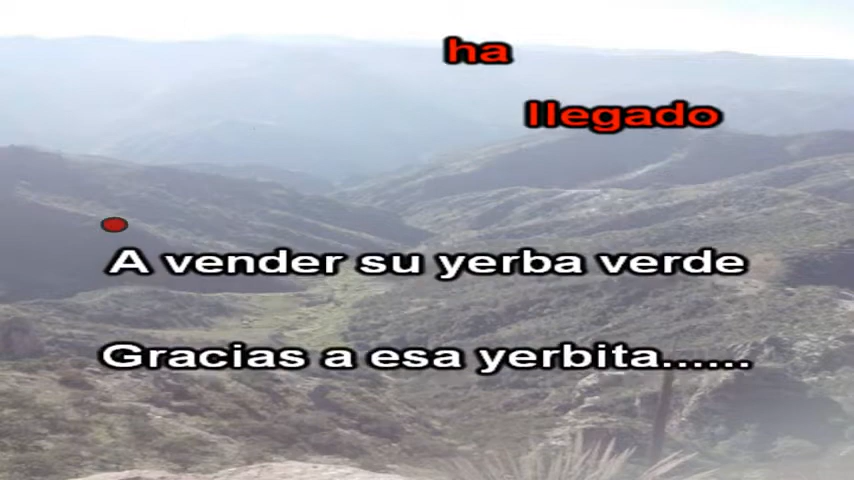 ha
llegado
A vender su yerba verde
Gracias a esa yerbita......